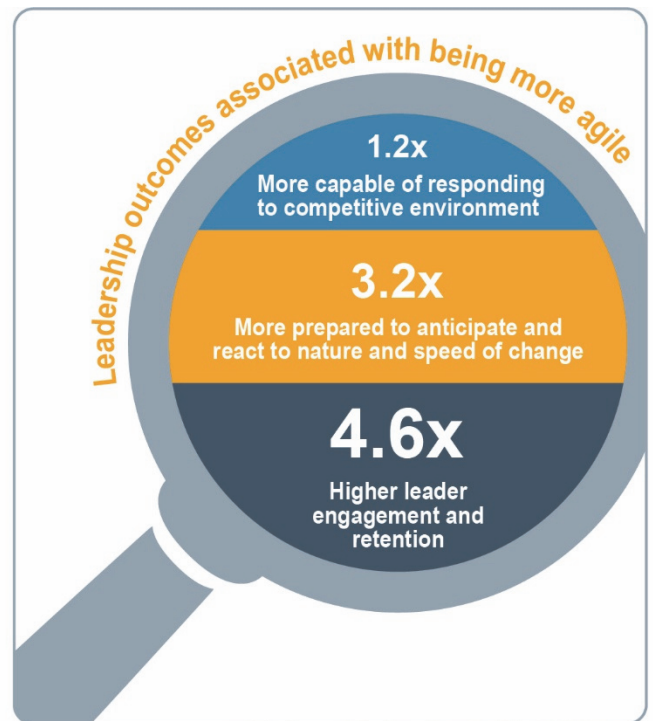 Leadership outcomes associated with being more agile
1.2x
More capable of responding
to competitive environment
3.2x
More prepared to anticipate and
react to nature and speed of change
4.6x
Higher leader
engagement and
retention